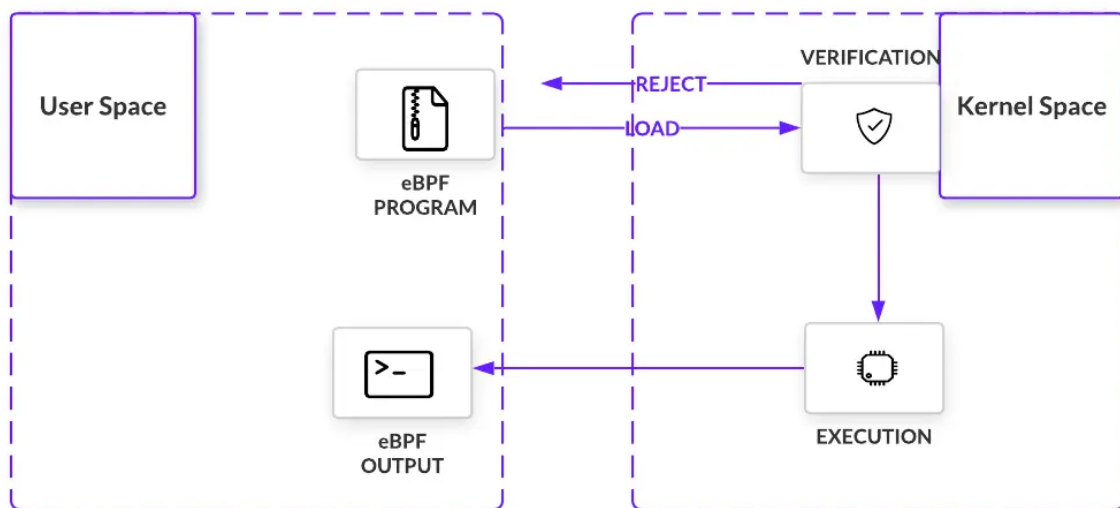 User Space
eBPF
PROGRAM
REJECT
LOAD
VERIFICATION
Kernel Space
>_
eBPF
OUTPUT
EXECUTION